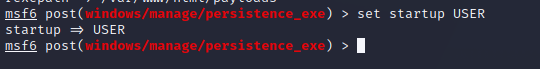 msf6 post(windows/manage/persistence_exe) > set startup USER
startup => USER
msf6 post(windows/manage/persistence_exe) >